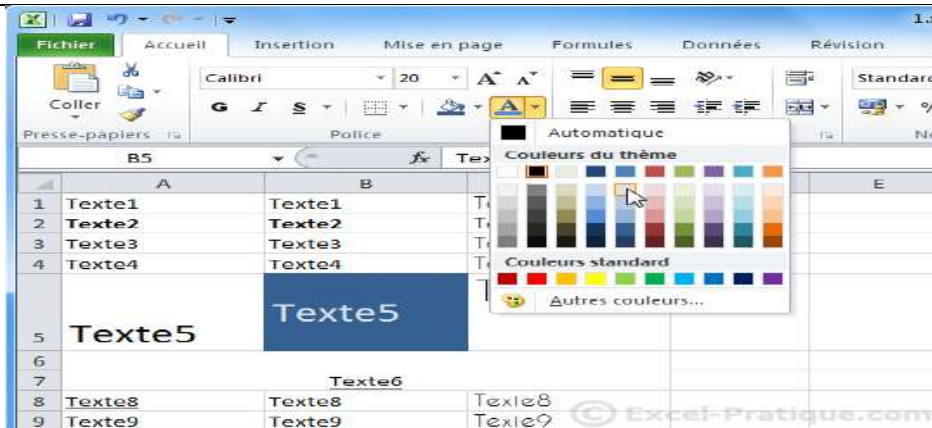 1.
Fichier Accueil Insertion Mise en page Formules Données Révision
Calibri 20 A A Standard
Coller G I S A
Presse-papiers Police
Automatique
B5 fx Tex
Couleurs du thème
A B E
1 Texte1 Texte1 T
2 Texte2 Texte2 T
3 Texte3 Texte3 T
4 Texte4 Texte4 T
Couleurs standard
Autres couleurs...
5 Texte5 Texte5 T
6
7 Texte6
8 Texte8 Texte8 Texte8
9 Texte9 Texte9 Texte9
© Excel-Pratique.com